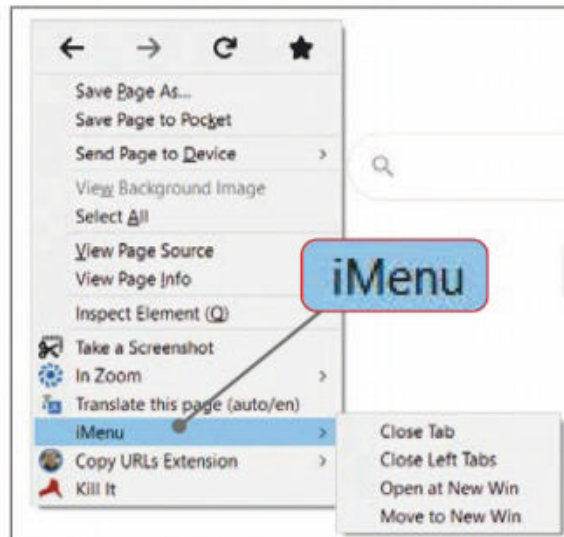 Save Page As...
Save Page to Pocket
Send Page to Device
View Background Image
Select All
View Page Source
View Page Info
iMenu
Inspect Element (Q)
Take a Screenshot
In Zoom
Translate this page (auto/en)
iMenu
Copy URLs Extension
Kill It
Close Tab
Close Left Tabs
Open at New Win
Move to New Win